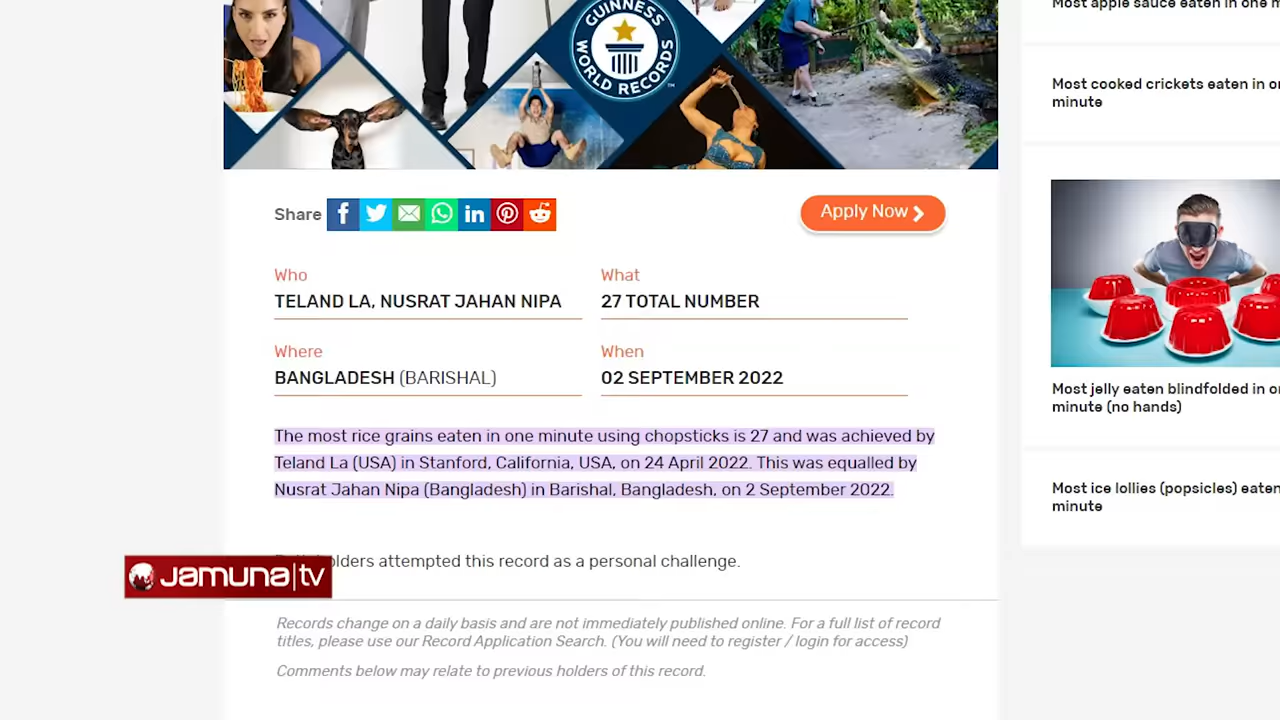 GUINNESS
WORLD RECORDS
Share
Apply Now
Who
TELAND LA, NUSRAT JAHAN NIPA
What
27 TOTAL NUMBER
Where
BANGLADESH (BARISHAL)
When
02 SEPTEMBER 2022
The most rice grains eaten in one minute using chopsticks is 27 and was achieved by
Teland La (USA) in Stanford, California, USA, on 24 April 2022. This was equalled by
Nusrat Jahan Nipa (Bangladesh) in Barishal, Bangladesh, on 2 September 2022.
attempted this record as a personal challenge.
Jamuna|tv
Records change on a daily basis and are not immediately published online. For a full list of record
titles, please use our Record Application Search. (You will need to register / login for access)
Comments below may relate to previous holders of this record.
Most apple sauce eaten in one
Most cooked crickets eaten in
minute
Most jelly eaten blindfolded in
minute (no hands)
Most ice lollies (popsicles) eaten
minute